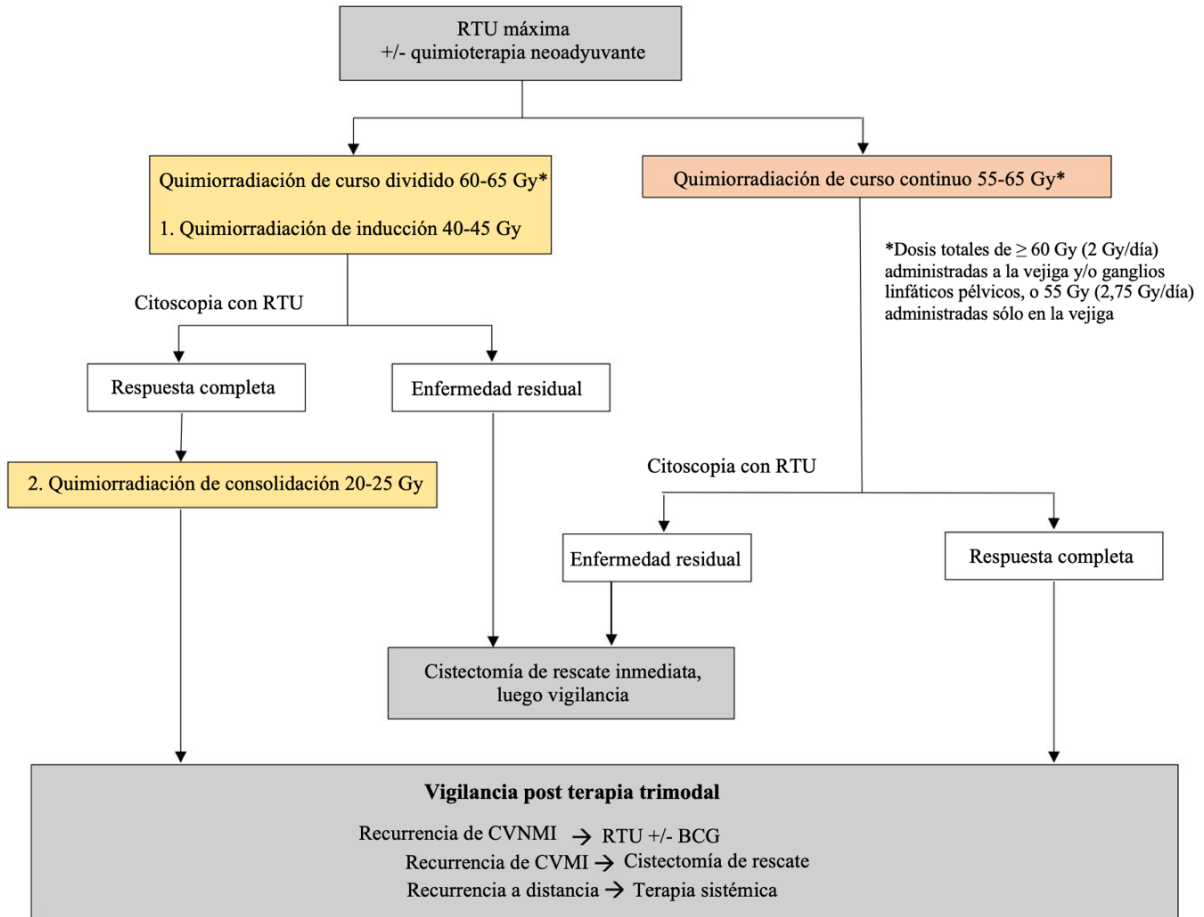 RTU máxima
+/- quimioterapia neoadyuvante
Quimiorradiación de curso dividido 60-65 Gy*
1. Quimiorradiación de inducción 40-45 Gy
Quimiorradiación de curso continuo 55-65 Gy*
*Dosis totales de ≥ 60 Gy (2 Gy/día)
administradas a la vejiga y/o ganglios
linfáticos pélvicos, o 55 Gy (2,75 Gy/día)
administradas sólo en la vejiga
Citoscopia con RTU
Respuesta completa
Enfermedad residual
2. Quimiorradiación de consolidación 20-25 Gy
Citoscopia con RTU
Enfermedad residual
Respuesta completa
Cistectomía de rescate inmediata,
luego vigilancia
Vigilancia post terapia trimodal
Recurrencia de CVNMI → RTU +/- BCG
Recurrencia de CVMI → Cistectomía de rescate
Recurrencia a distancia → Terapia sistémica